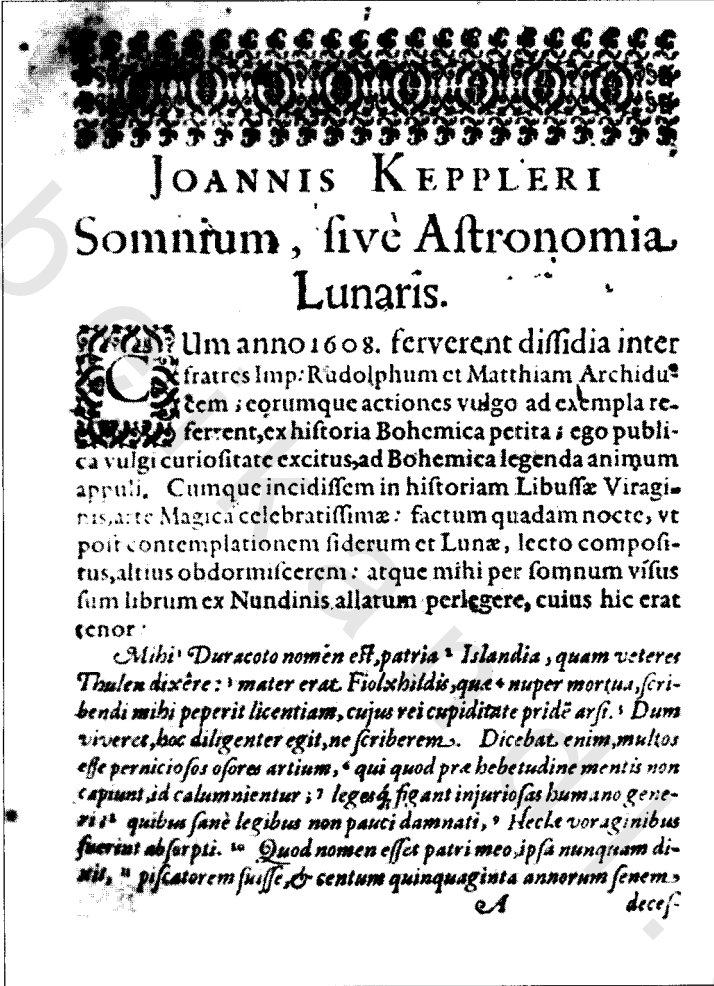 JOANNIS KEPPLERI
Somnium, sivè Aſtronomia
Lunaris.
CUm anno 1608. ferverent diſſidia inter
fratres Imp: Rudolphum et Matthiam Archidu-
cem; eorumque actiones vulgo ad exempla re-
ferrent, ex hiſtoria Bohemica petita; ego publi-
ca vulgi curioſitate excitus, ad Bohemica legenda animum
appuli. Cumque incidiſſem in hiſtoriam Libuſſæ Viragi-
nis, arte Magica celebratiſſimæ: factum quadam nocte, vt
poſt contemplationem ſiderum et Lunæ, lecto compoſi-
tus, altius obdormiſcerem: atque mihi per ſomnum viſus
ſum librum ex Nundinis allatum perlegere, cuius hic erat
tenor:
Mihi ¹ Duracoto nomen eſt, patria ² Islandia, quam veteres
Thulen dixêre: ³ mater erat Fiolxhildis, quæ ⁴ nuper mortua, ſcri-
bendi mihi peperit licentiam, cujus rei cupiditate pridē arſi. ⁵ Dum
viveret, hoc diligenter egit, ne ſcriberem. Dicebat enim, multos
eſſe pernicioſos oſores artium, ⁶ qui quod præ hebetudine mentis non
capiunt, id calumnientur; ⁷ legesq́; figant injurioſas humano gene-
ri; ⁸ quibus ſanè legibus non pauci damnati, ⁹ Heclæ voraginibus
fuerint abſorpti. ¹⁰ Quod nomen eſſet patri meo, ipſa nunquam di-
xit, ¹¹ piſcatorem fuiſſe, & centum quinquaginta annorum ſenem
A deceſ-
beikandl.